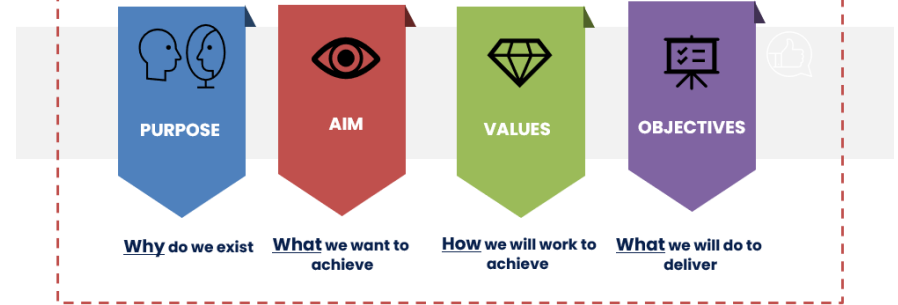 PURPOSE
AIM
VALUES
OBJECTIVES
Why do we exist
What we want to
achieve
How we will work to
achieve
What we will do to
deliver